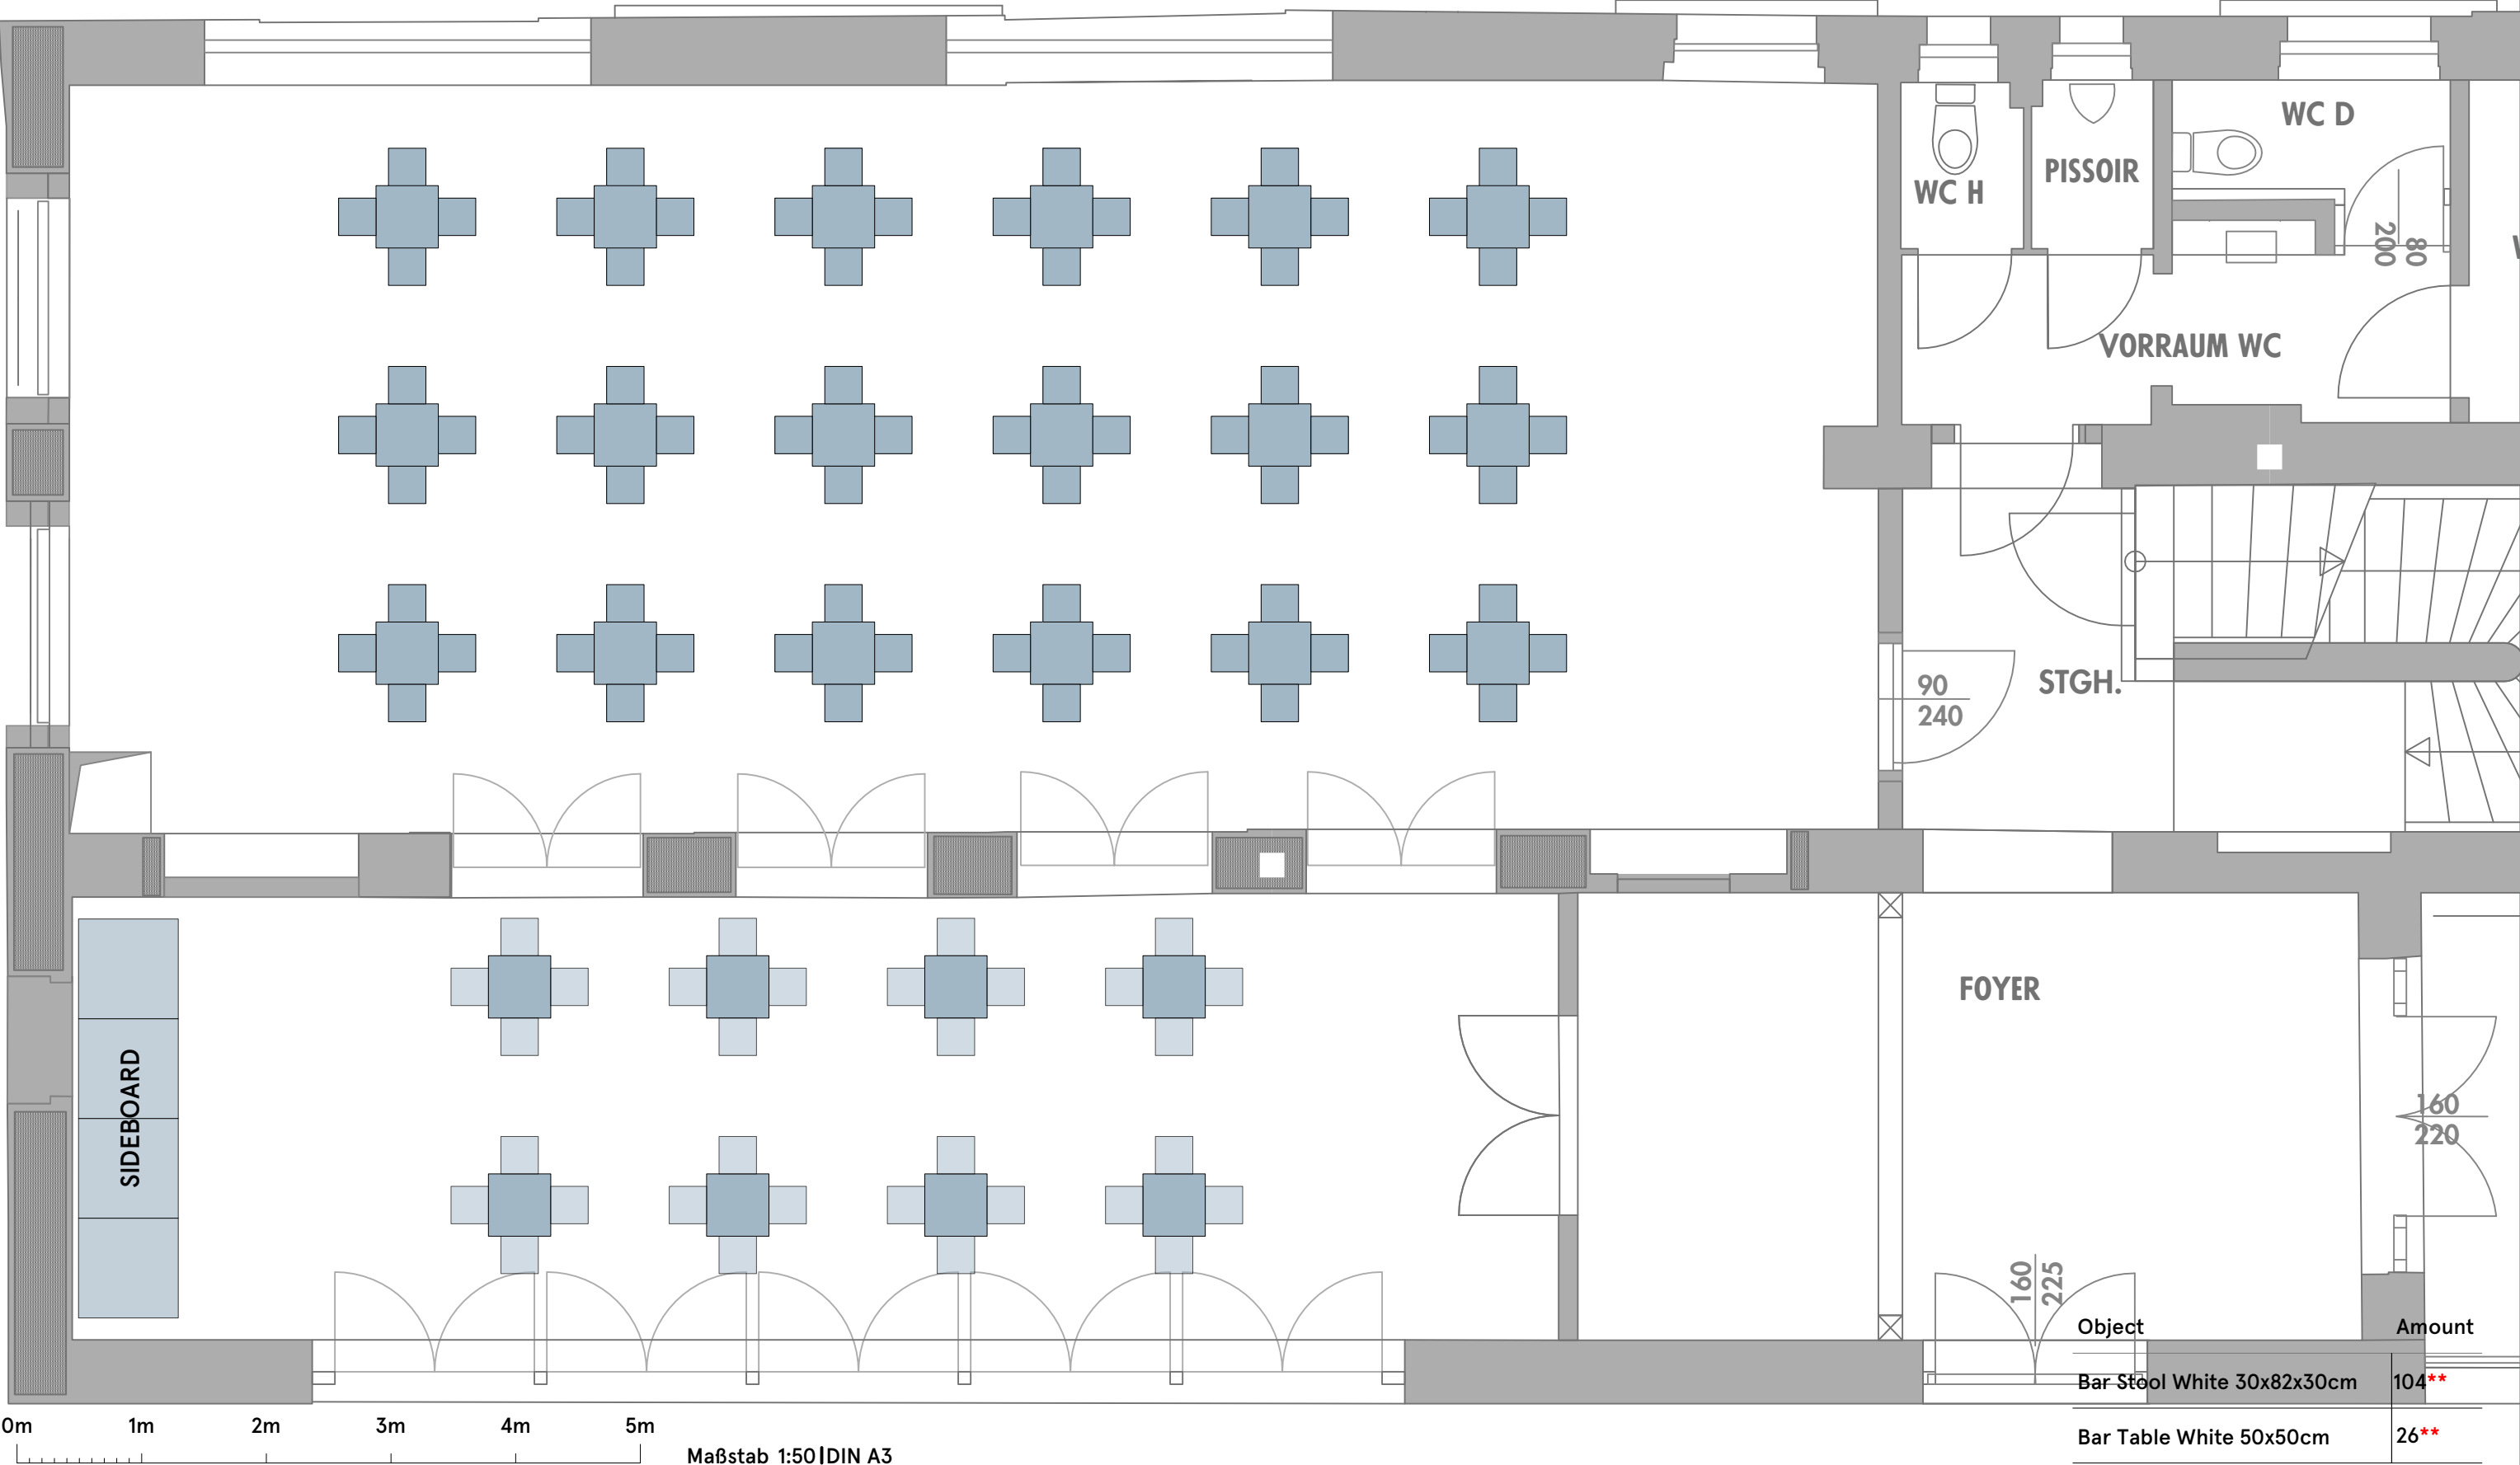 WC D
PISSOIR
WC H
200
80
VORRAUM WC
90
240
STGH.
FOYER
SIDEBOARD
160
220
160
225
Object Amount
Bar Stool White 30x82x30cm 104**
Bar Table White 50x50cm 26**
0m 1m 2m 3m 4m 5m
Maßstab 1:50|DIN A3